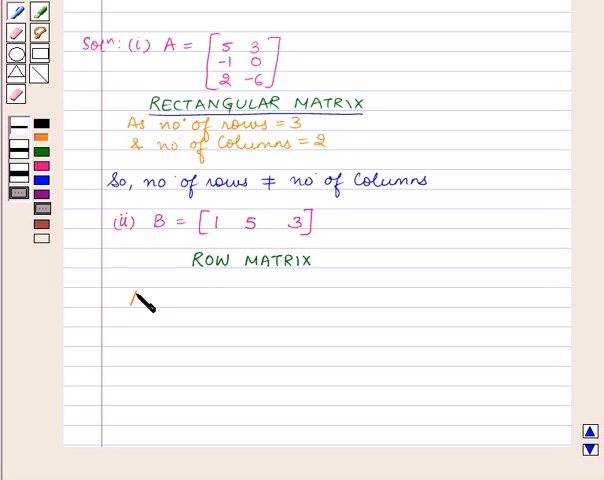 Soln: (i) A = [ 5 3
-1 0
2 -6 ]
RECTANGULAR MATRIX
As no. of rows = 3
& no. of Columns = 2
So, no. of rows ≠ no. of Columns
(ii) B = [ 1 5 3 ]
ROW MATRIX